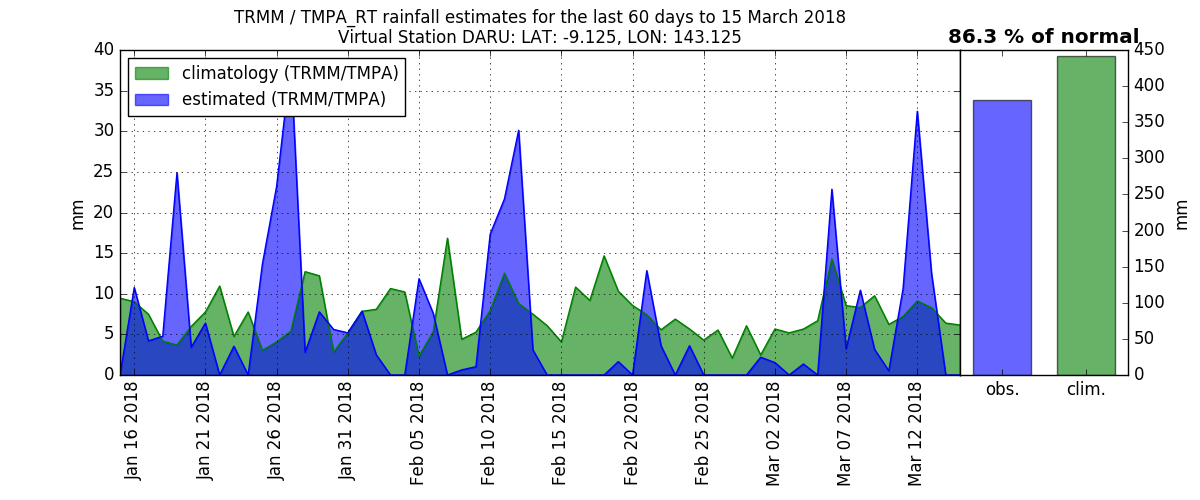 TRMM / TMPA_RT rainfall estimates for the last 60 days to 15 March 2018
Virtual Station DARU: LAT: -9.125, LON: 143.125
86.3 % of normal
climatology (TRMM/TMPA)
estimated (TRMM/TMPA)
40
35
30
25
20
15
10
5
0
mm
Jan 16 2018
Jan 21 2018
Jan 26 2018
Jan 31 2018
Feb 05 2018
Feb 10 2018
Feb 15 2018
Feb 20 2018
Feb 25 2018
Mar 02 2018
Mar 07 2018
Mar 12 2018
obs.
clim.
450
400
350
300
250
200
150
100
50
0
mm